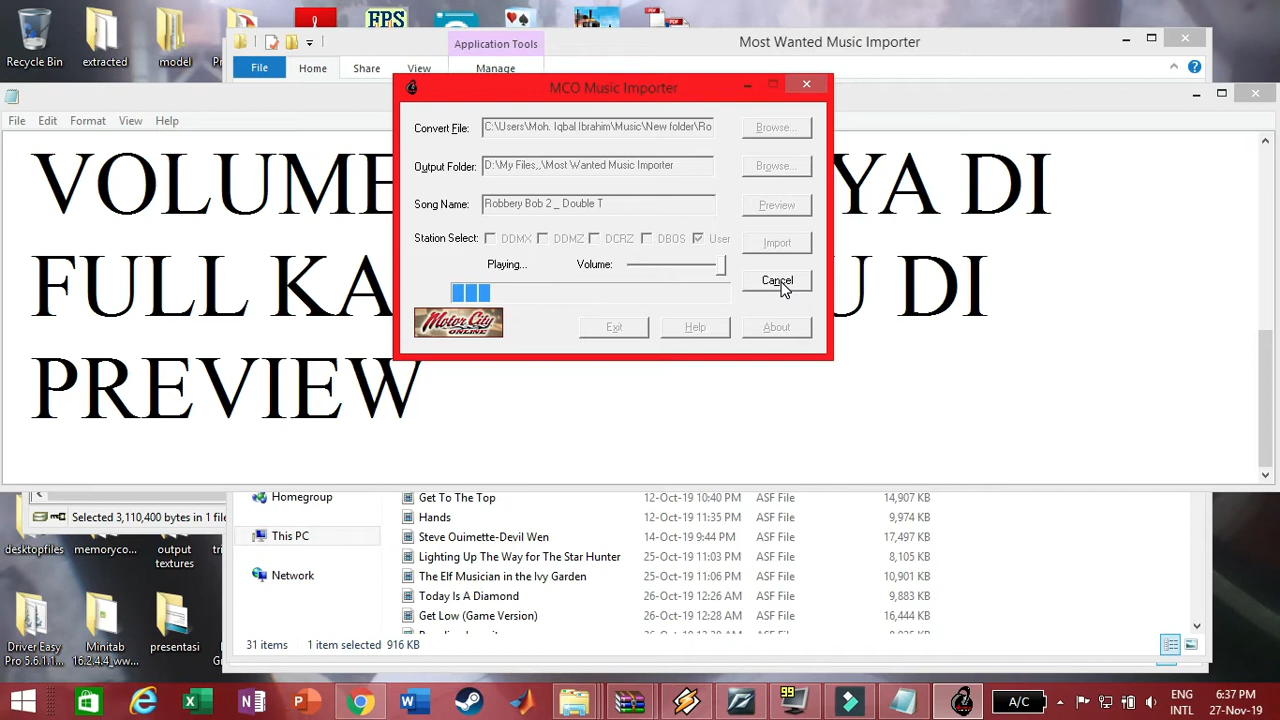 Recycle Bin
extracted
model
FPS
Application Tools
Most Wanted Music Importer
File
Home
Share
View
Manage
File Edit Format View Help
VOLUME
YA DI
FULL KA
U DI
PREVIEW
MCO Music Importer
Convert File: C:\Users\Moh. Iqbal Ibrahim\Music\New folder\Ro Browse...
Output Folder: D:\My Files,,\Most Wanted Music Importer Browse...
Song Name: Robbery Bob 2 _ Double T Preview
Station Select: DDMX DDMZ DCRZ DBOS User Import
Playing... Volume: Cancel
Motor City ONLINE
Exit Help About
Selected 3,110,400 bytes in 1 file
desktopfiles
memoryco...
output textures
Driver Easy Pro 5.6.1.1...
Minitab 16.2.4.4_ww...
presentasi
Homegroup
This PC
Network
Get To The Top 12-Oct-19 10:40 PM ASF File 14,907 KB
Hands 12-Oct-19 11:35 PM ASF File 9,974 KB
Steve Ouimette-Devil Wen 14-Oct-19 9:44 PM ASF File 17,497 KB
Lighting Up The Way for The Star Hunter 25-Oct-19 11:03 PM ASF File 8,105 KB
The Elf Musician in the Ivy Garden 25-Oct-19 11:06 PM ASF File 10,901 KB
Today Is A Diamond 26-Oct-19 12:26 AM ASF File 9,883 KB
Get Low (Game Version) 26-Oct-19 12:28 AM ASF File 16,444 KB
31 items 1 item selected 916 KB
99
A/C
ENG
INTL
6:37 PM
27-Nov-19